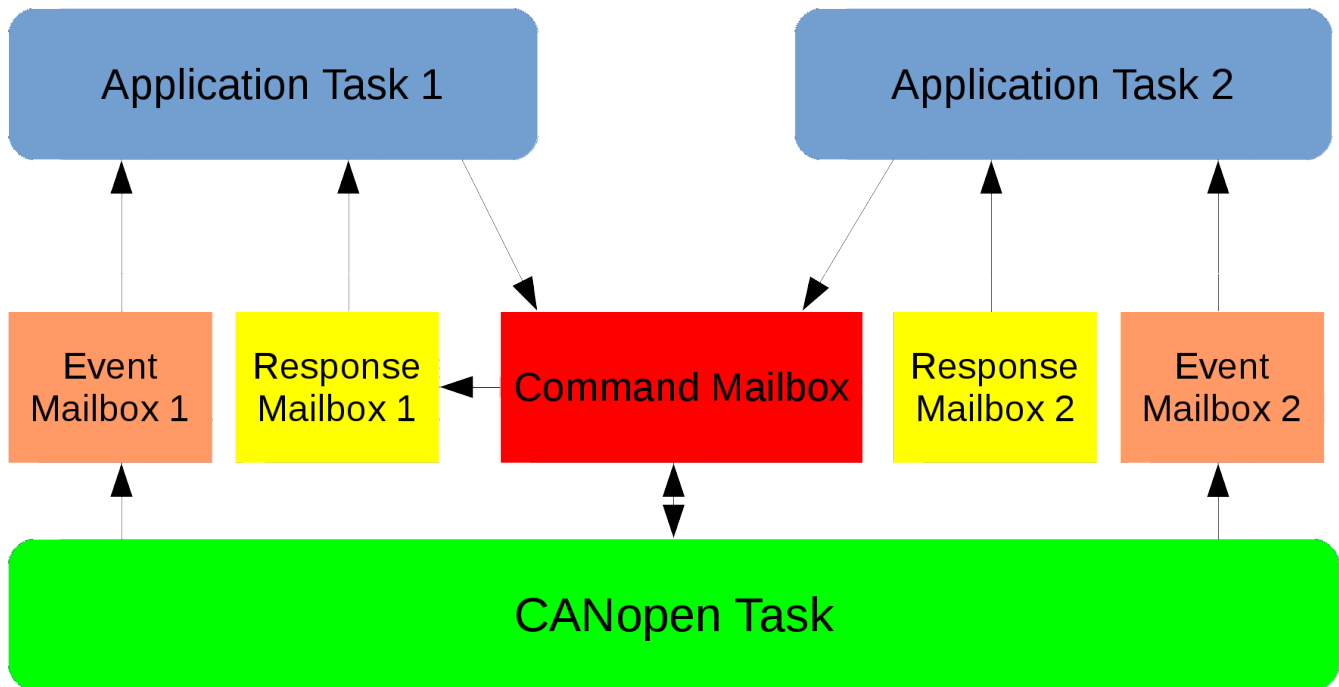 Application Task 1
Application Task 2
Event
Mailbox 1
Response
Mailbox 1
Command Mailbox
Response
Mailbox 2
Event
Mailbox 2
CANopen Task